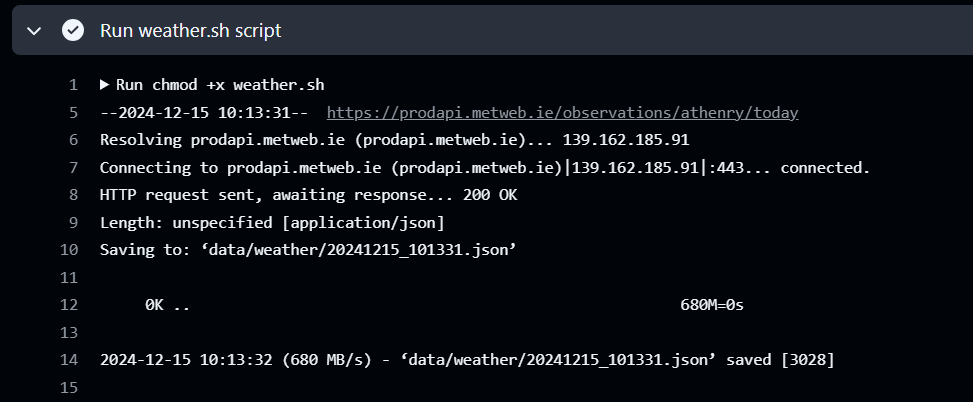 Run weather.sh script
1 ▶ Run chmod +x weather.sh
5 --2024-12-15 10:13:31--  https://prodapi.metweb.ie/observations/athenry/today
6 Resolving prodapi.metweb.ie (prodapi.metweb.ie)... 139.162.185.91
7 Connecting to prodapi.metweb.ie (prodapi.metweb.ie)|139.162.185.91|:443... connected.
8 HTTP request sent, awaiting response... 200 OK
9 Length: unspecified [application/json]
10 Saving to: ‘data/weather/20241215_101331.json’
11
12 0K .. 680M=0s
13
14 2024-12-15 10:13:32 (680 MB/s) - ‘data/weather/20241215_101331.json’ saved [3028]
15